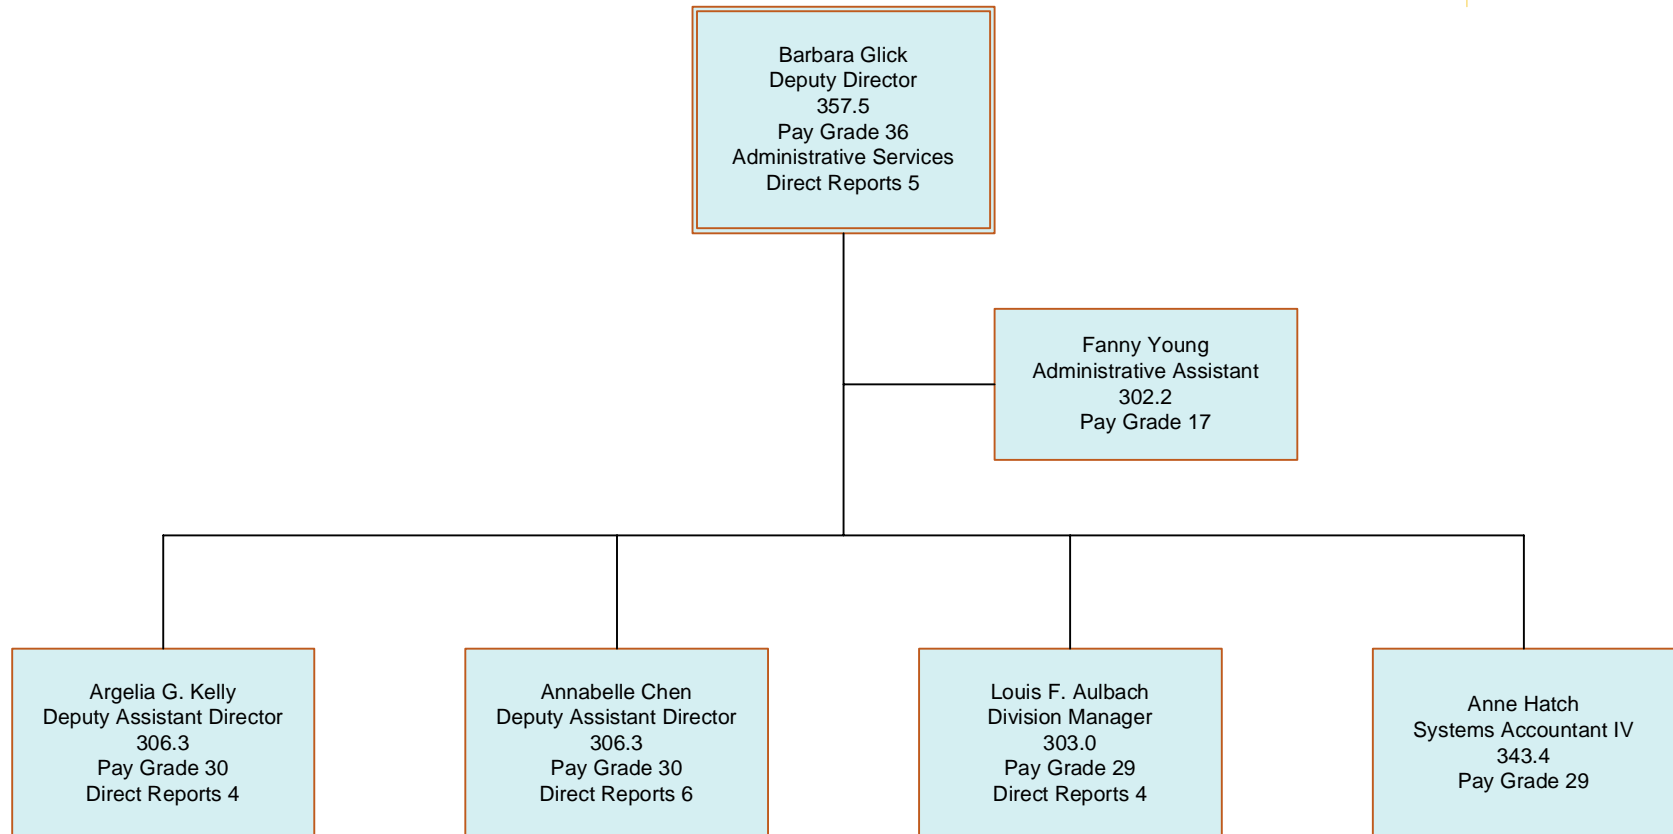 Barbara Glick
Deputy Director
357.5
Pay Grade 36
Administrative Services
Direct Reports 5
Fanny Young
Administrative Assistant
302.2
Pay Grade 17
Argelia G. Kelly
Deputy Assistant Director
306.3
Pay Grade 30
Direct Reports 4
Annabelle Chen
Deputy Assistant Director
306.3
Pay Grade 30
Direct Reports 6
Louis F. Aulbach
Division Manager
303.0
Pay Grade 29
Direct Reports 4
Anne Hatch
Systems Accountant IV
343.4
Pay Grade 29